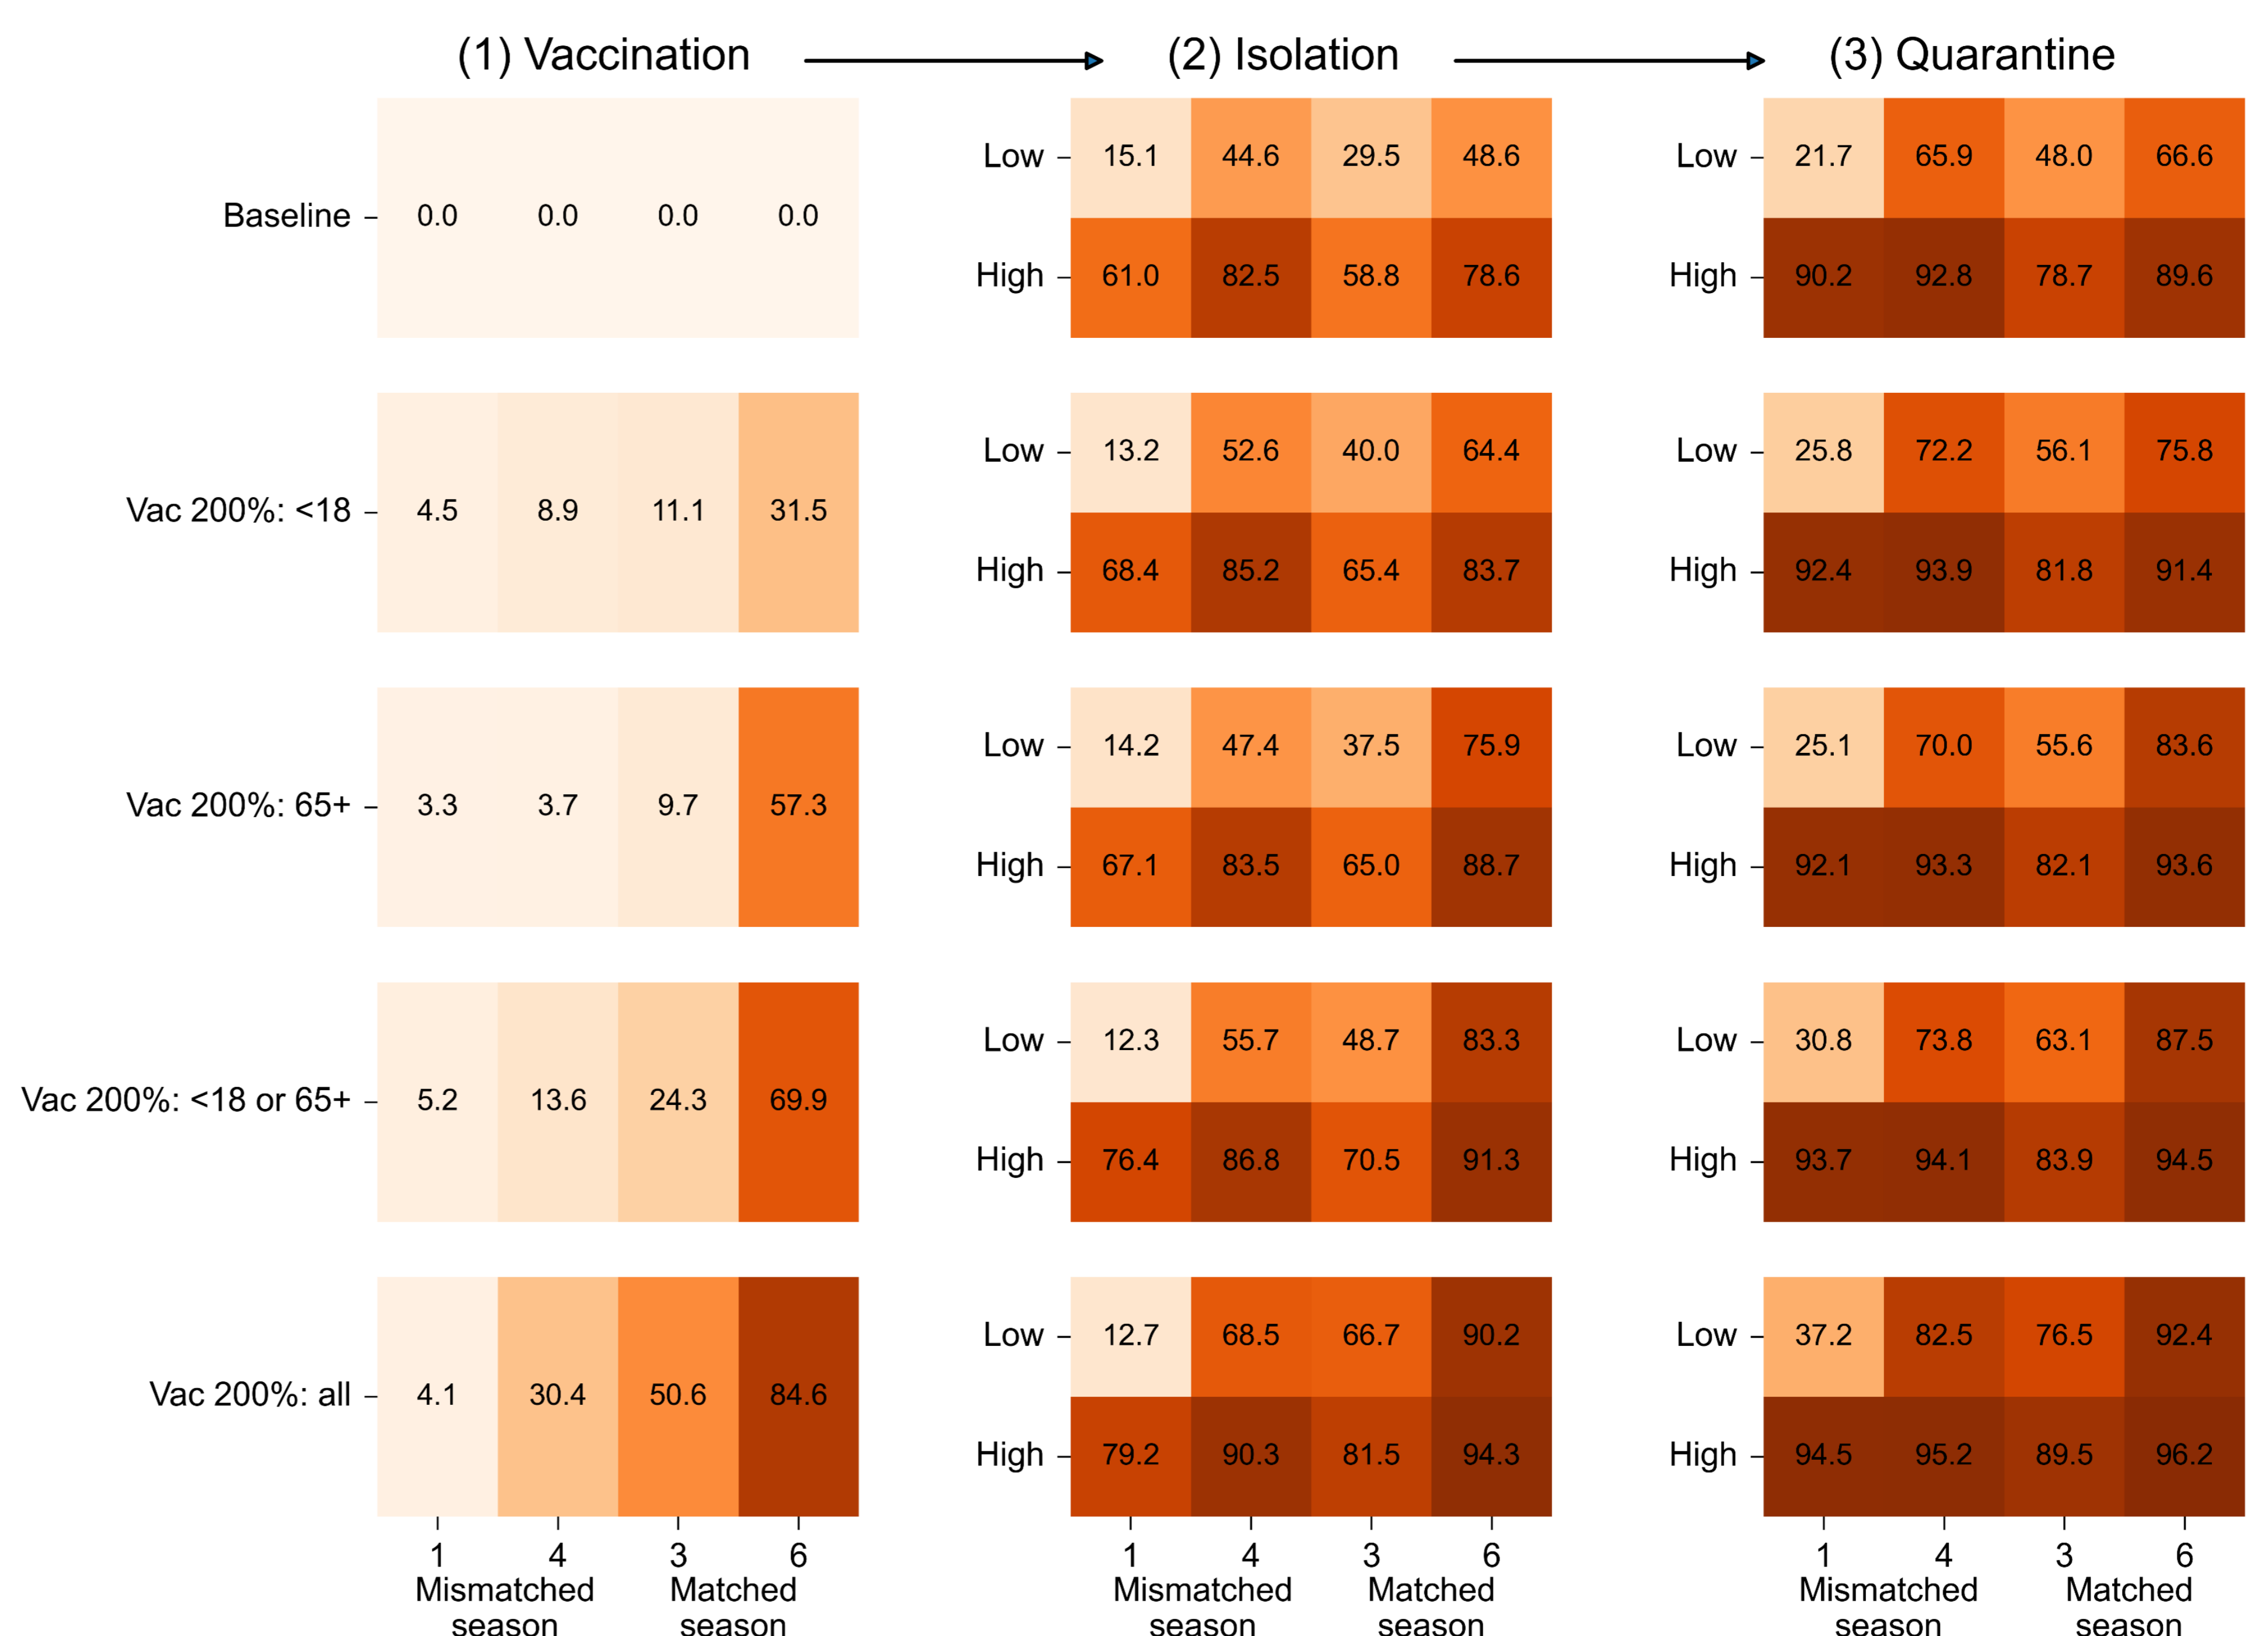 (1) Vaccination (2) Isolation (3) Quarantine
Low 15.1 44.6 29.5 48.6 Low 21.7 65.9 48.0 66.6
Baseline 0.0 0.0 0.0 0.0
High 61.0 82.5 58.8 78.6 High 90.2 92.8 78.7 89.6
Low 13.2 52.6 40.0 64.4 Low 25.8 72.2 56.1 75.8
Vac 200%: <18 4.5 8.9 11.1 31.5
High 68.4 85.2 65.4 83.7 High 92.4 93.9 81.8 91.4
Low 14.2 47.4 37.5 75.9 Low 25.1 70.0 55.6 83.6
Vac 200%: 65+ 3.3 3.7 9.7 57.3
High 67.1 83.5 65.0 88.7 High 92.1 93.3 82.1 93.6
Low 12.3 55.7 48.7 83.3 Low 30.8 73.8 63.1 87.5
Vac 200%: <18 or 65+ 5.2 13.6 24.3 69.9
High 76.4 86.8 70.5 91.3 High 93.7 94.1 83.9 94.5
Low 12.7 68.5 66.7 90.2 Low 37.2 82.5 76.5 92.4
Vac 200%: all 4.1 30.4 50.6 84.6
High 79.2 90.3 81.5 94.3 High 94.5 95.2 89.5 96.2
1 4 3 6 1 4 3 6 1 4 3 6
Mismatched Matched Mismatched Matched Mismatched Matched
season season season season season season